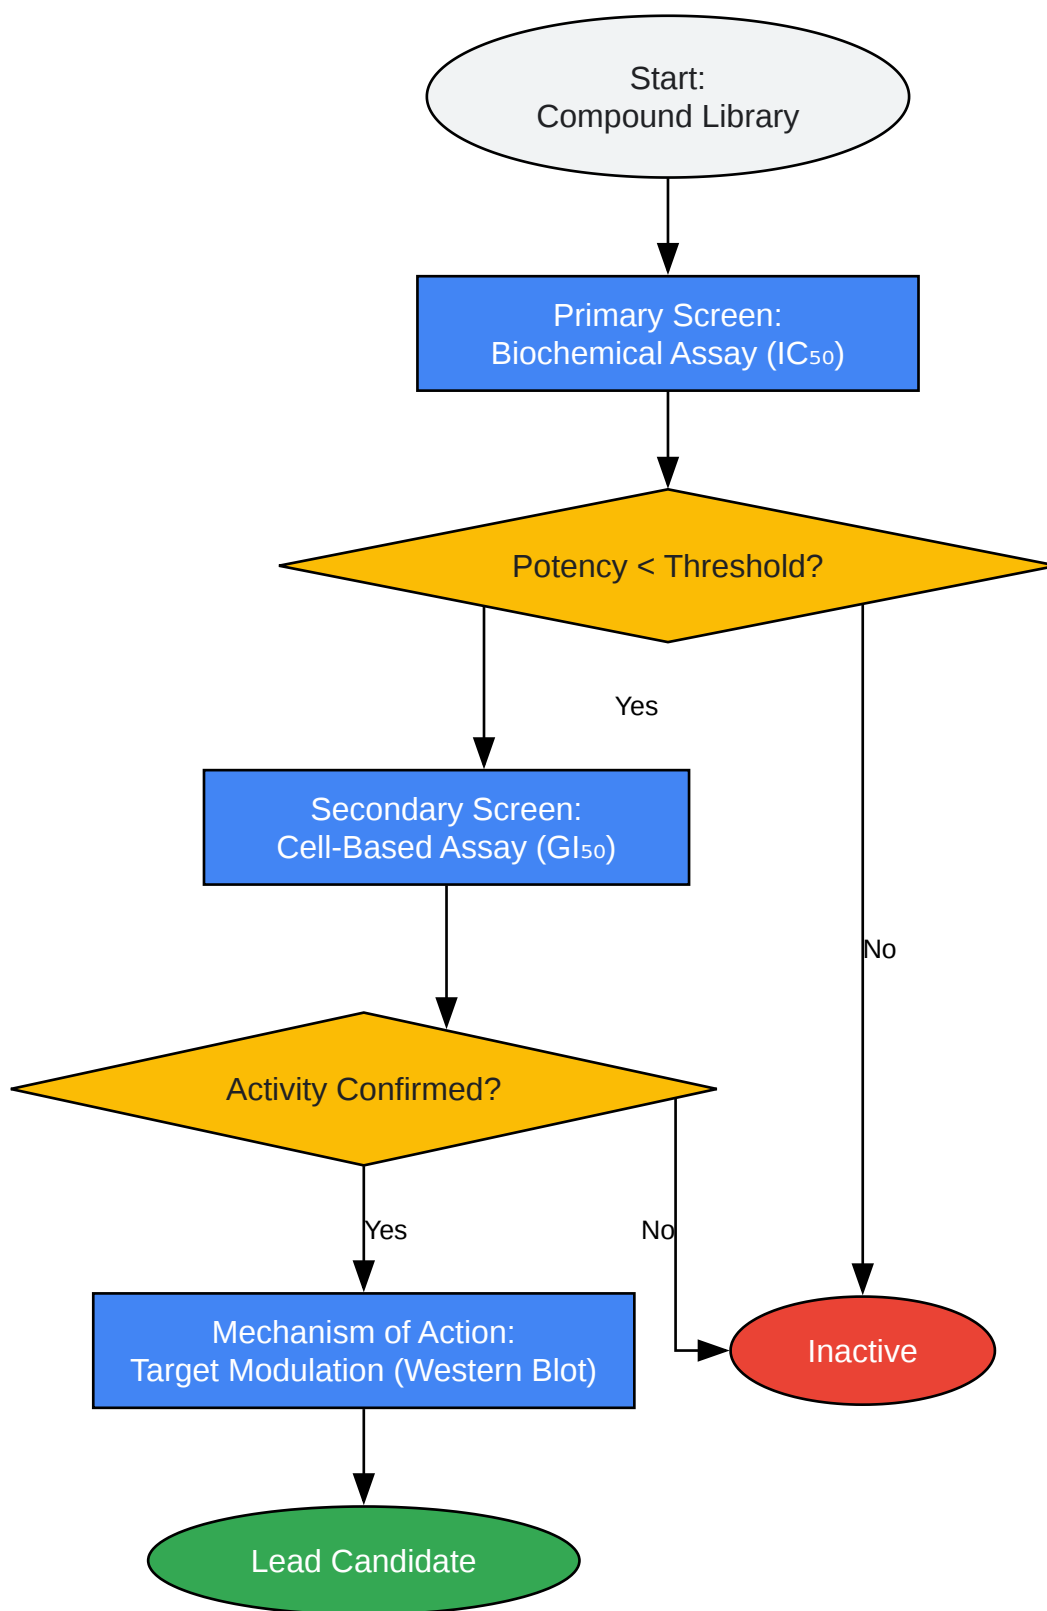 Start:
Compound Library
Primary Screen:
Biochemical Assay (IC₅₀)
Potency < Threshold?
Yes
Secondary Screen:
Cell-Based Assay (GI₅₀)
No
Activity Confirmed?
Yes
No
Mechanism of Action:
Target Modulation (Western Blot)
Inactive
Lead Candidate